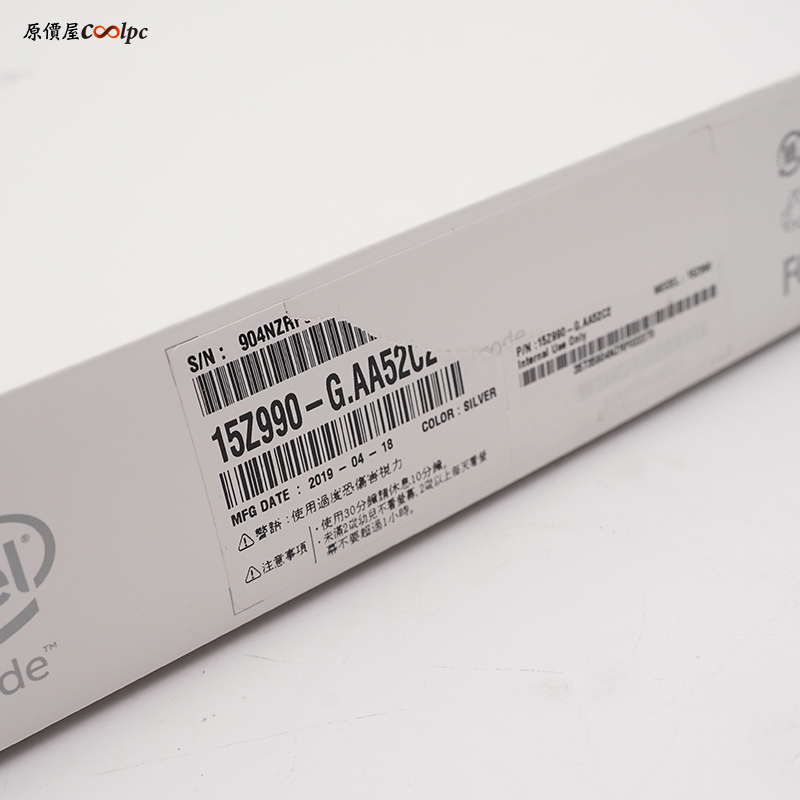 原價屋Coolpc
S/N : 904NZRP
15Z990-G.AA52C2
COLOR : SILVER
MFG DATE : 2019 - 04 - 18
警語 : 使用過度恐傷害視力
注意事項
·使用30分鐘請休息10分鐘。
·未滿2歲幼兒不看螢幕,2歲以上每天看螢
幕不要超過1小時。
MODEL : 15Z990
P/N :15Z990-G.AA52C2
Internal Use Only
el®
de™